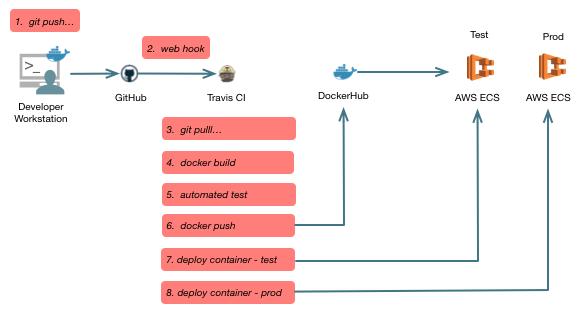 1. git push…
2. web hook
Test
Prod
>_
Developer
Workstation
GitHub
Travis CI
DockerHub
AWS ECS
AWS ECS
3. git pulll…
4. docker build
5. automated test
6. docker push
7. deploy container - test
8. deploy container - prod